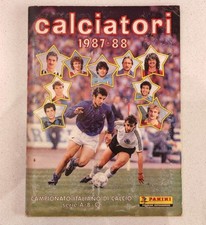 calciatori
1987-88
CAMPIONATO ITALIANO DI CALCIO
PANINI